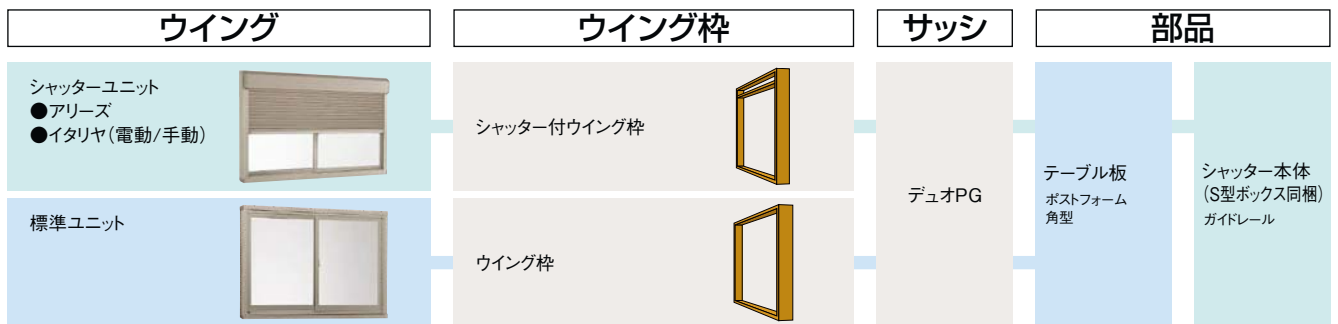 ウイング
ウイング枠
サッシ
部品
シャッターユニット
●アリーズ
●イタリヤ(電動/手動)
シャッター付ウイング枠
デュオPG
テーブル板
ポストフォーム
角型
シャッター本体
(S型ボックス同梱)
ガイドレール
標準ユニット
ウイング枠